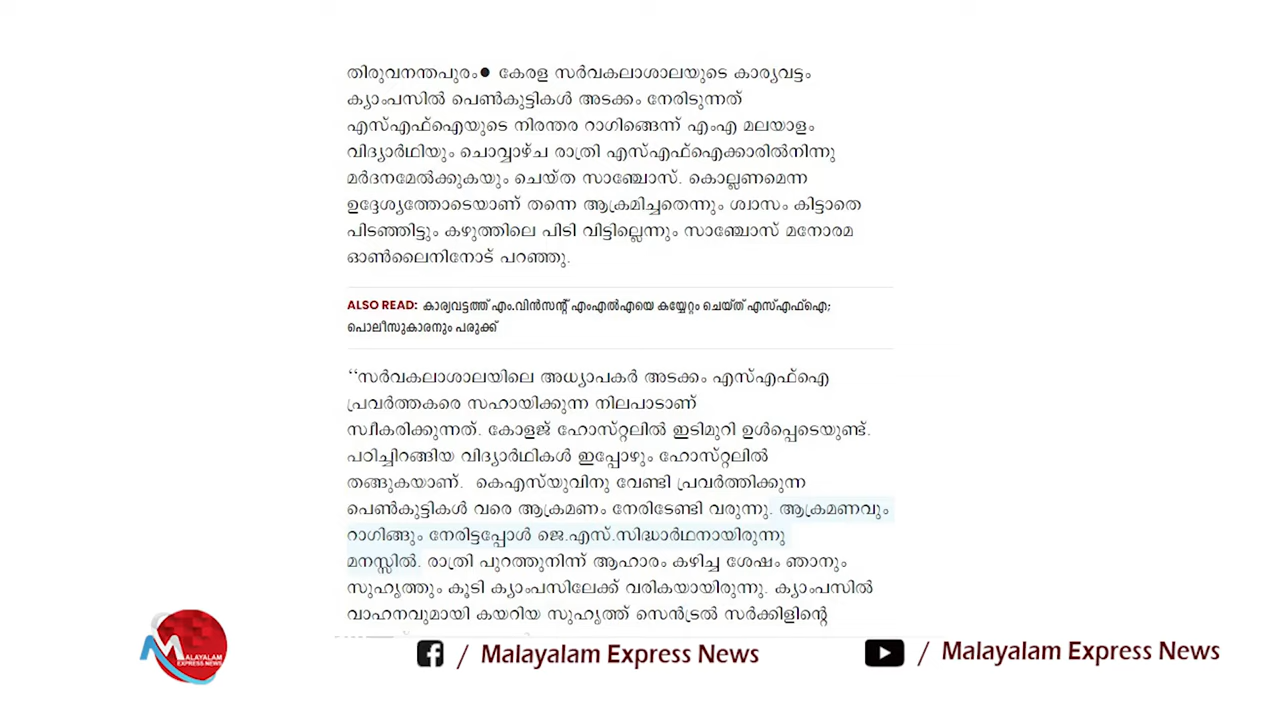 തിരുവനന്തപുരം● കേരള സർവകലാശാലയുടെ കാര്യവട്ടം
ക്യാംപസിൽ പെൺകുട്ടികൾ അടക്കം നേരിടുന്നത്
എസ്എഫ്ഐയുടെ നിരന്തര റാഗിങ്ങെന്ന് എംഎ മലയാളം
വിദ്യാർഥിയും ചൊവ്വാഴ്ച രാത്രി എസ്എഫ്ഐക്കാരിൽനിന്നു
മർദനമേൽക്കുകയും ചെയ്ത സാഞ്ചോസ്. കൊല്ലണമെന്ന
ഉദ്ദേശ്യത്തോടെയാണ് തന്നെ ആക്രമിച്ചതെന്നും ശ്വാസം കിട്ടാതെ
പിടഞ്ഞിട്ടും കഴുത്തിലെ പിടി വിട്ടില്ലെന്നും സാഞ്ചോസ് മനോരമ
ഓൺലൈനിനോട് പറഞ്ഞു.
ALSO READ: കാര്യവട്ടത്ത് എം.വിൻസന്റ് എംഎൽഎയെ കയ്യേറ്റം ചെയ്ത് എസ്എഫ്ഐ;
പൊലീസുകാരനും പരുക്ക്
‘‘സർവകലാശാലയിലെ അധ്യാപകർ അടക്കം എസ്എഫ്ഐ
പ്രവർത്തകരെ സഹായിക്കുന്ന നിലപാടാണ്
സ്വീകരിക്കുന്നത്. കോളജ് ഹോസ്റ്റലിൽ ഇടിമുറി ഉൾപ്പെടെയുണ്ട്.
പഠിച്ചിറങ്ങിയ വിദ്യാർഥികൾ ഇപ്പോഴും ഹോസ്റ്റലിൽ
തങ്ങുകയാണ്. കെഎസ്‌യുവിനു വേണ്ടി പ്രവർത്തിക്കുന്ന
പെൺകുട്ടികൾ വരെ ആക്രമണം നേരിടേണ്ടി വരുന്നു. ആക്രമണവും
റാഗിങ്ങും നേരിട്ടപ്പോൾ ജെ.എസ്.സിദ്ധാർഥനായിരുന്നു
മനസ്സിൽ. രാത്രി പുറത്തുനിന്ന് ആഹാരം കഴിച്ച ശേഷം ഞാനും
സുഹൃത്തും കൂടി ക്യാംപസിലേക്ക് വരികയായിരുന്നു. ക്യാംപസിൽ
വാഹനവുമായി കയറിയ സുഹൃത്ത് സെൻട്രൽ സർക്കിളിന്റെ
MALAYALAM EXPRESS NEWS
/ Malayalam Express News
/ Malayalam Express News